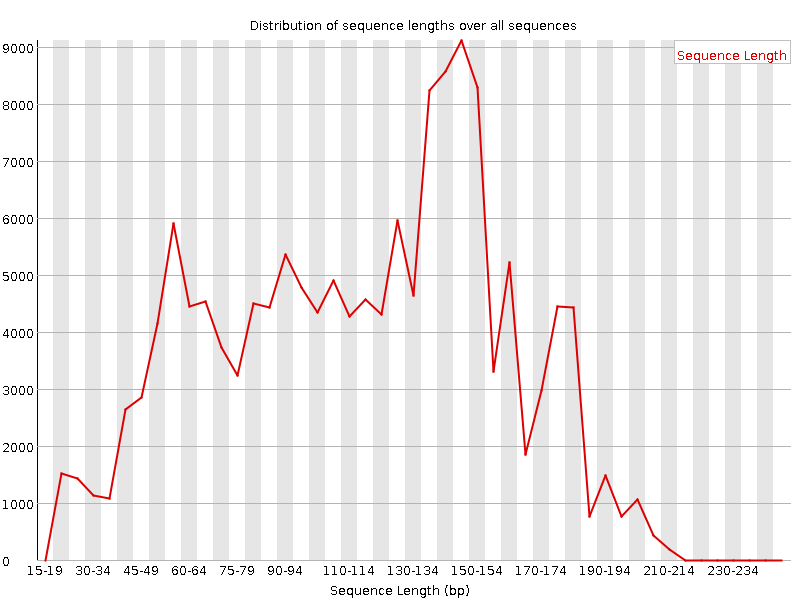 Distribution of sequence lengths over all sequences
Sequence Length
9000
8000
7000
6000
5000
4000
3000
2000
1000
0
15-19 30-34 45-49 60-64 75-79 90-94 110-114 130-134 150-154 170-174 190-194 210-214 230-234
Sequence Length (bp)